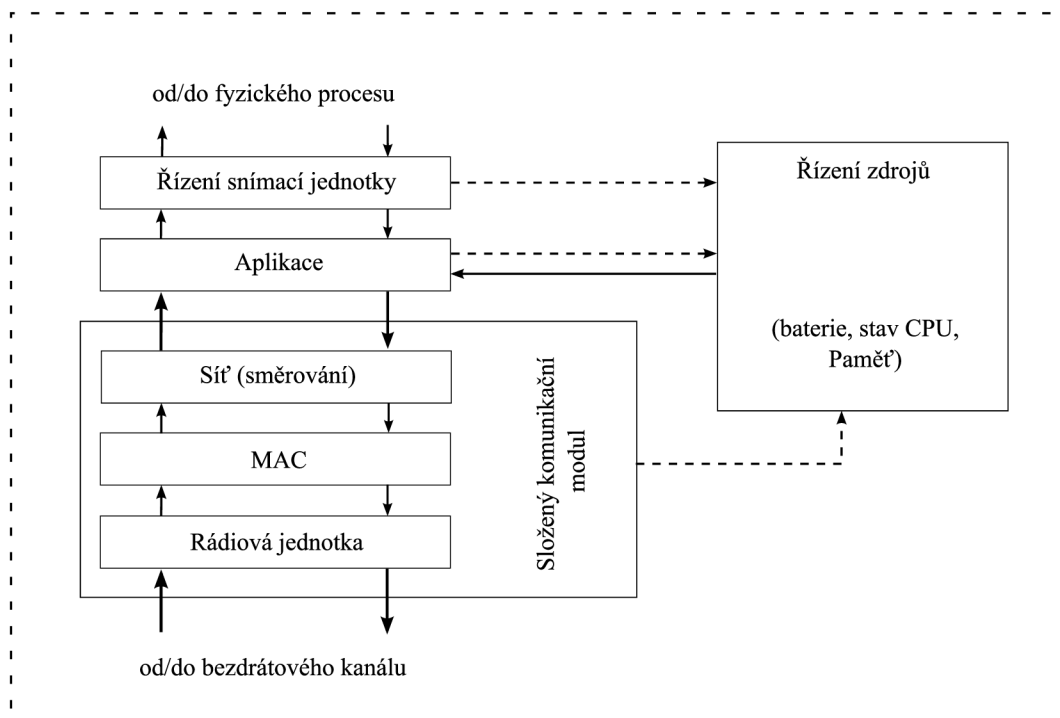 od/do fyzického procesu
Řízení snímací jednotky
Aplikace
Síť (směrování)
MAC
Rádiová jednotka
Složený komunikační
modul
od/do bezdrátového kanálu
Řízení zdrojů
(baterie, stav CPU,
Paměť)